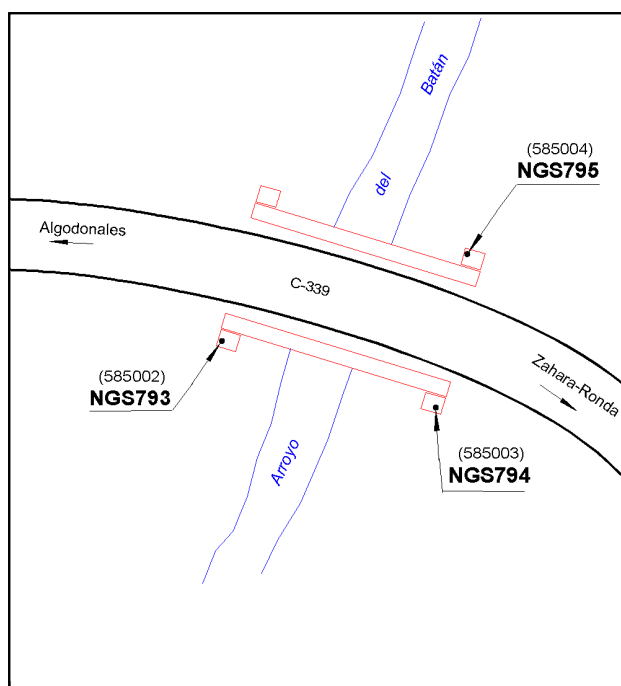 Batán
del
(585004)
NGS795
Algodonales
C-339
Zahara-Ronda
(585002)
NGS793
(585003)
NGS794
Arroyo